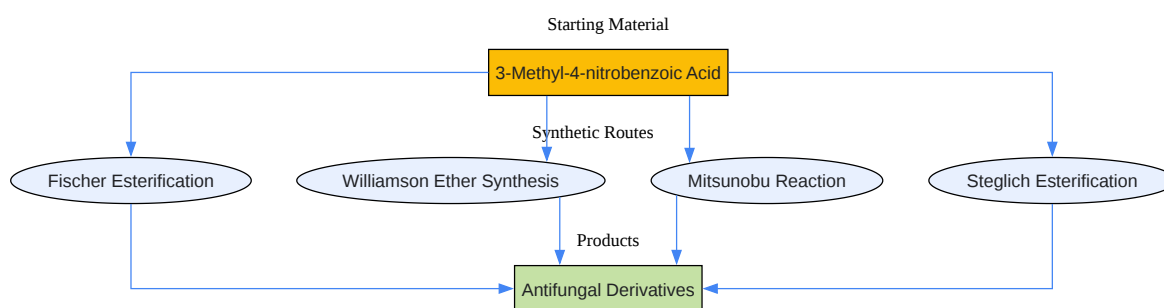 Starting Material
3-Methyl-4-nitrobenzoic Acid
Synthetic Routes
Fischer Esterification
Williamson Ether Synthesis
Mitsunobu Reaction
Steglich Esterification
Products
Antifungal Derivatives